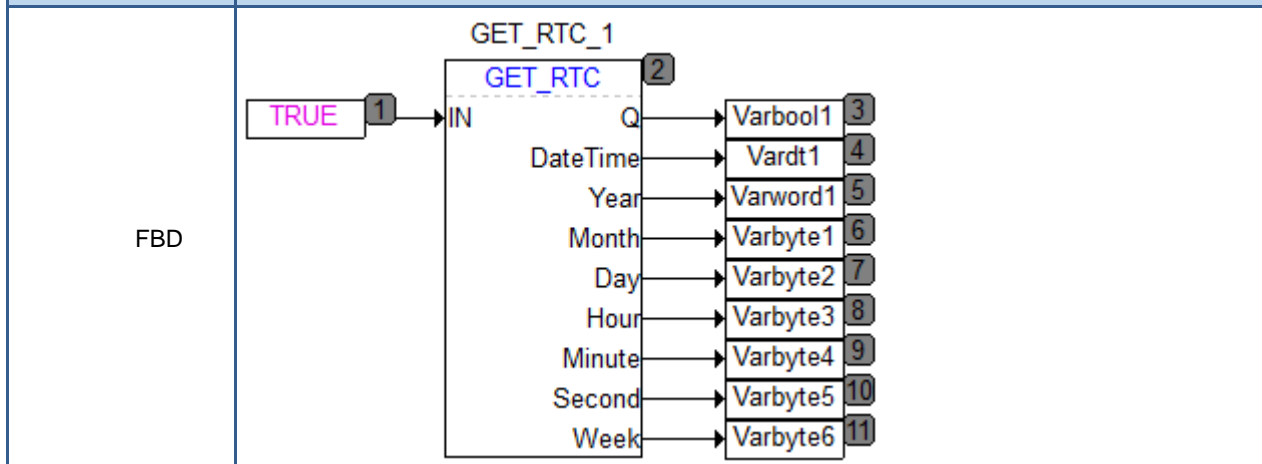 FBD
GET_RTC_1
GET_RTC 2
TRUE 1 IN Q Varbool1 3
DateTime Vardt1 4
Year Varword1 5
Month Varbyte1 6
Day Varbyte2 7
Hour Varbyte3 8
Minute Varbyte4 9
Second Varbyte5 10
Week Varbyte6 11